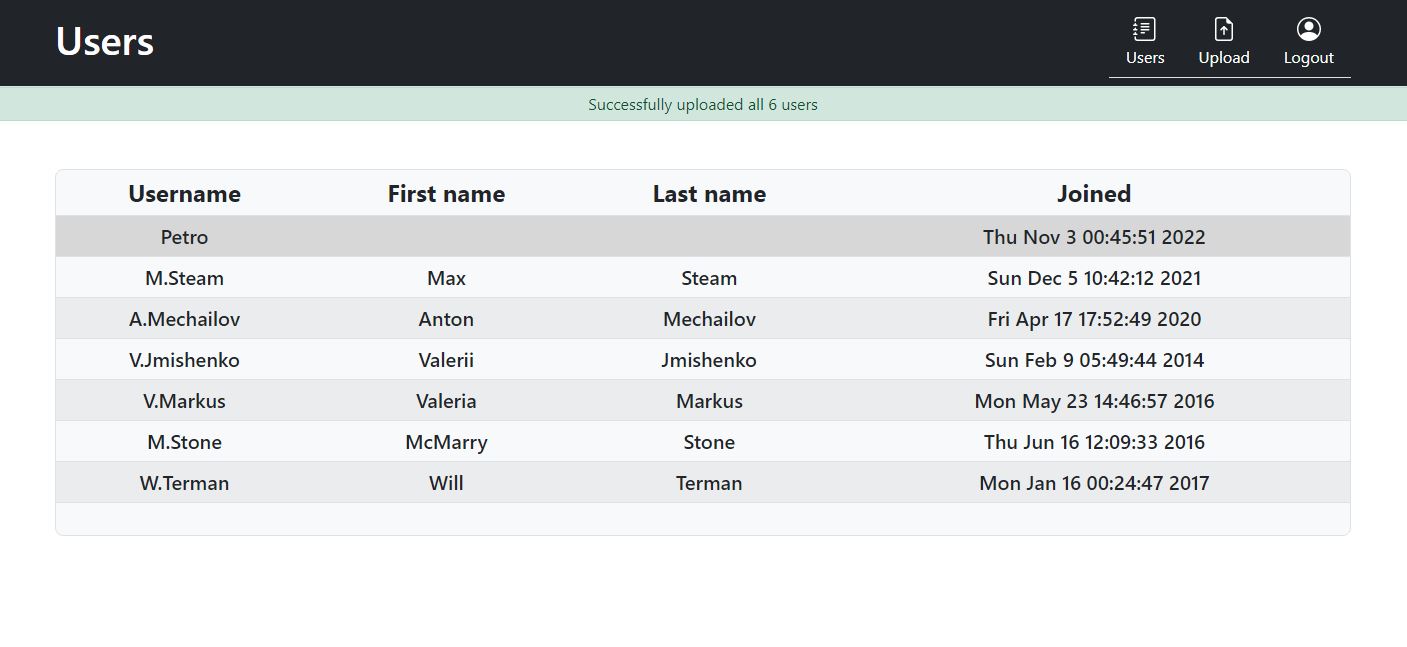 Users
Users Upload Logout
Successfully uploaded all 6 users
Username First name Last name Joined
Petro Thu Nov 3 00:45:51 2022
M.Steam Max Steam Sun Dec 5 10:42:12 2021
A.Mechailov Anton Mechailov Fri Apr 17 17:52:49 2020
V.Jmishenko Valerii Jmishenko Sun Feb 9 05:49:44 2014
V.Markus Valeria Markus Mon May 23 14:46:57 2016
M.Stone McMarry Stone Thu Jun 16 12:09:33 2016
W.Terman Will Terman Mon Jan 16 00:24:47 2017